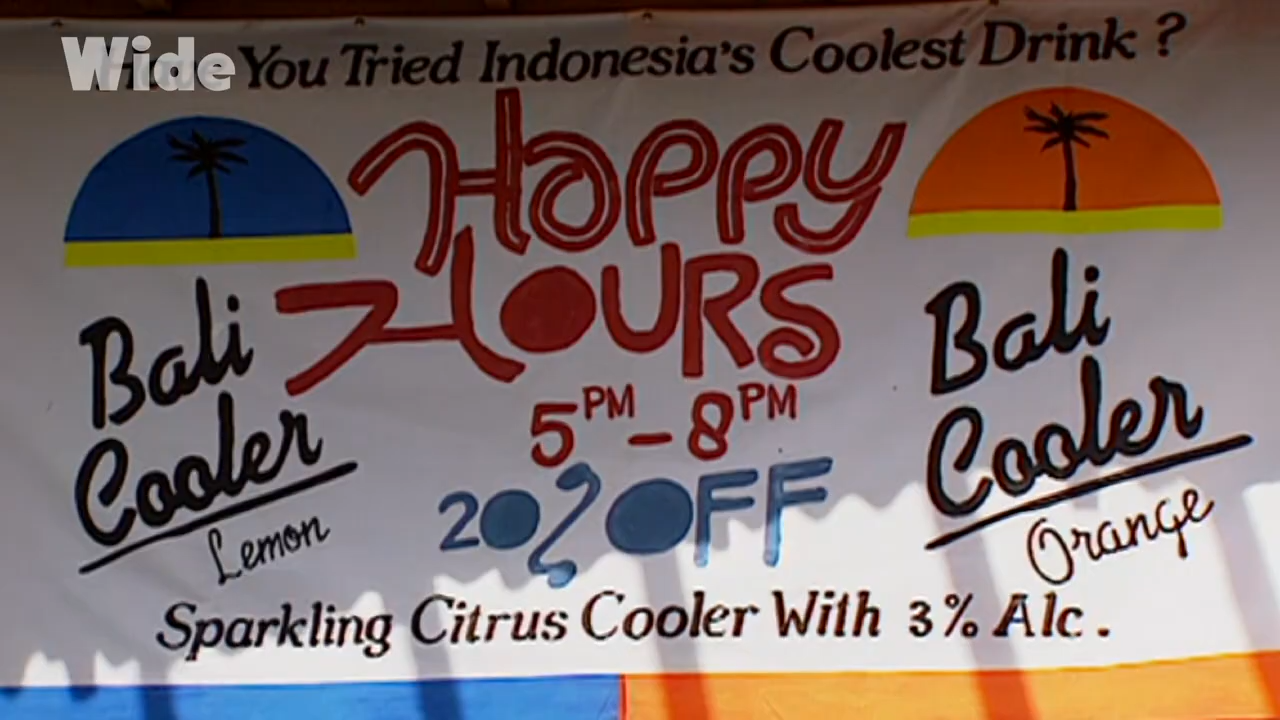 Wide
You Tried Indonesia's Coolest Drink ?
Happy
Hours
5PM - 8PM
20% OFF
Bali
Cooler
Lemon
Bali
Cooler
Orange
Sparkling Citrus Cooler With 3% Alc.